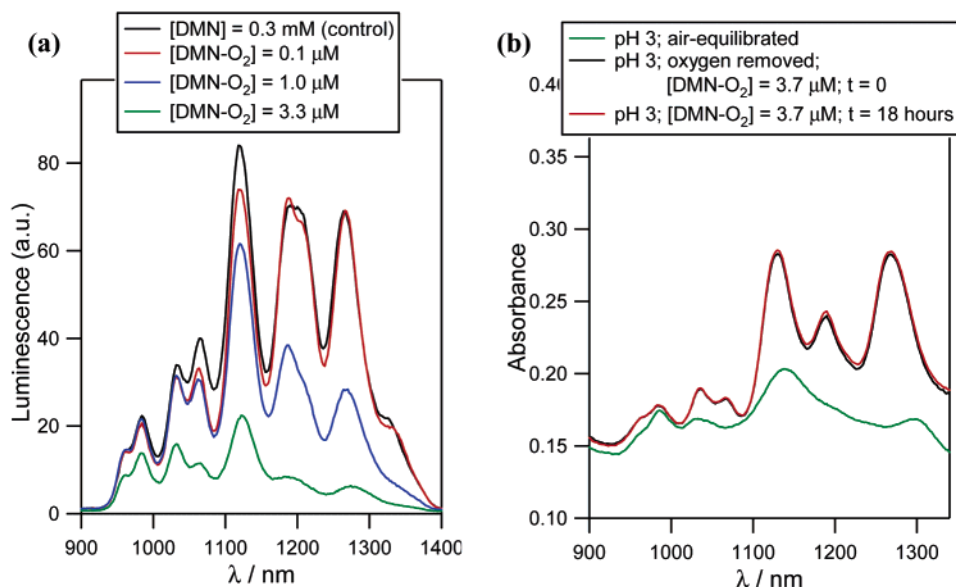 (a)
[DMN] = 0.3 mM (control)
[DMN-O₂] = 0.1 μM
[DMN-O₂] = 1.0 μM
[DMN-O₂] = 3.3 μM
80
60
40
20
0
Luminescence (a.u.)
900 1000 1100 1200 1300 1400
λ / nm
(b)
pH 3; air-equilibrated
pH 3; oxygen removed;
[DMN-O₂] = 3.7 μM; t = 0
pH 3; [DMN-O₂] = 3.7 μM; t = 18 hours
0.40
0.35
0.30
0.25
0.20
0.15
0.10
Absorbance
900 1000 1100 1200 1300
λ / nm